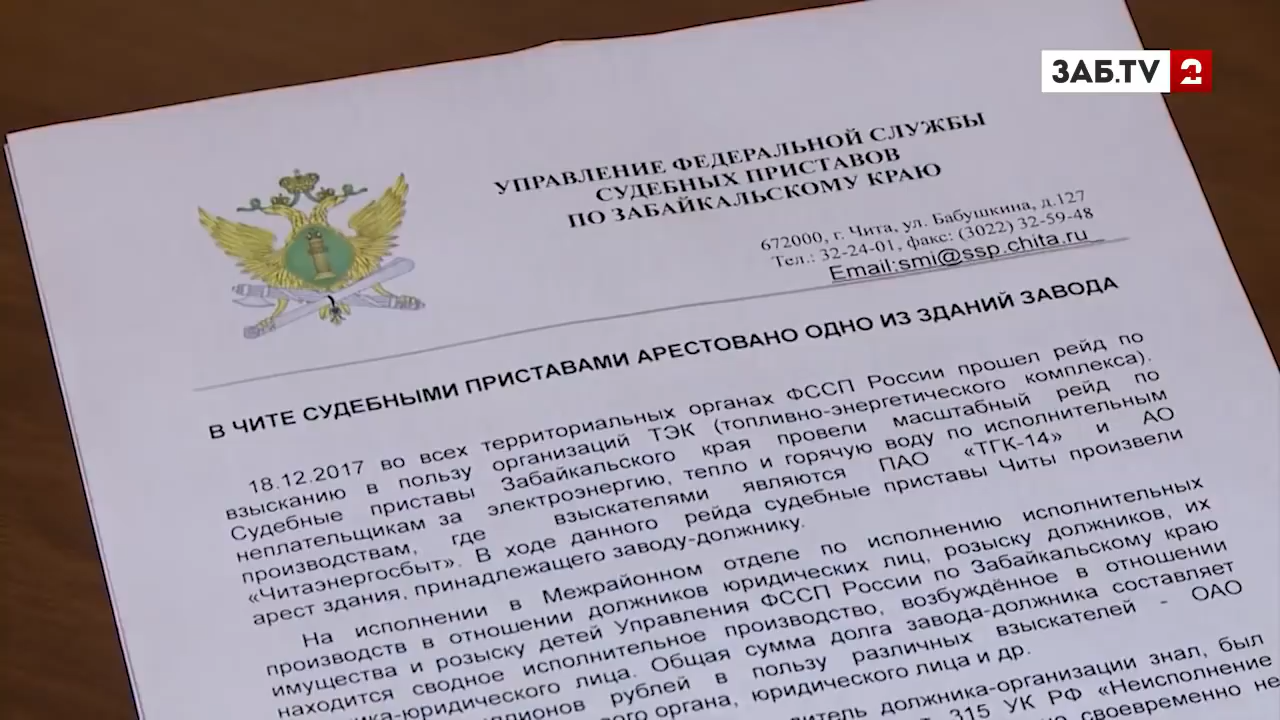 ЗАБ.TV 24
УПРАВЛЕНИЕ ФЕДЕРАЛЬНОЙ СЛУЖБЫ
СУДЕБНЫХ ПРИСТАВОВ
ПО ЗАБАЙКАЛЬСКОМУ КРАЮ
672000, г. Чита, ул. Бабушкина, д.127
Тел.: 32-24-01, факс: (3022) 32-59-48
Email:smi@ssp.chita.ru
В ЧИТЕ СУДЕБНЫМИ ПРИСТАВАМИ АРЕСТОВАНО ОДНО ИЗ ЗДАНИЙ ЗАВОДА
18.12.2017 во всех территориальных органах ФССП России прошел рейд по
взысканию в пользу организаций ТЭК (топливно-энергетического комплекса).
Судебные приставы Забайкальского края провели масштабный рейд по
неплательщикам за электроэнергию, тепло и горячую воду по исполнительным
производствам, где взыскателями являются ПАО «ТГК-14» и АО
«Читаэнергосбыт». В ходе данного рейда судебные приставы Читы произвели
арест здания, принадлежащего заводу-должнику.
На исполнении в Межрайонном отделе по исполнению исполнительных
производств в отношении должников юридических лиц, розыску должников, их
имущества и розыску детей Управления ФССП России по Забайкальскому краю
находится сводное исполнительное производство, возбуждённое в отношении
юридического лица. Общая сумма долга завода-должника составляет
рублей в пользу различных взыскателей - ОАО
органа, юридического лица и др.
должника-организации знал, был
315 УК РФ «Неисполнение
своевременно не